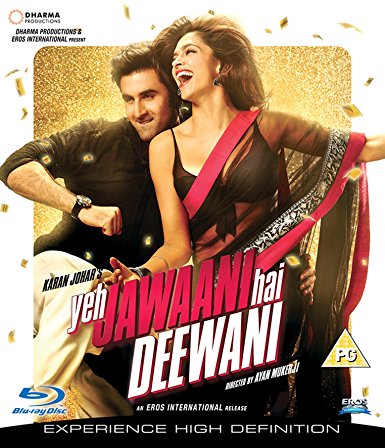 DHARMA
PRODUCTIONS
DHARMA PRODUCTIONS &
EROS INTERNATIONAL PRESENT
KARAN JOHAR'S
yeh JAWAANI hai
DEEWANI
DIRECTED BY AYAN MUKERJI
PG
AN EROS INTERNATIONAL RELEASE
Blu-ray Disc
EROS
EXPERIENCE HIGH DEFINITION